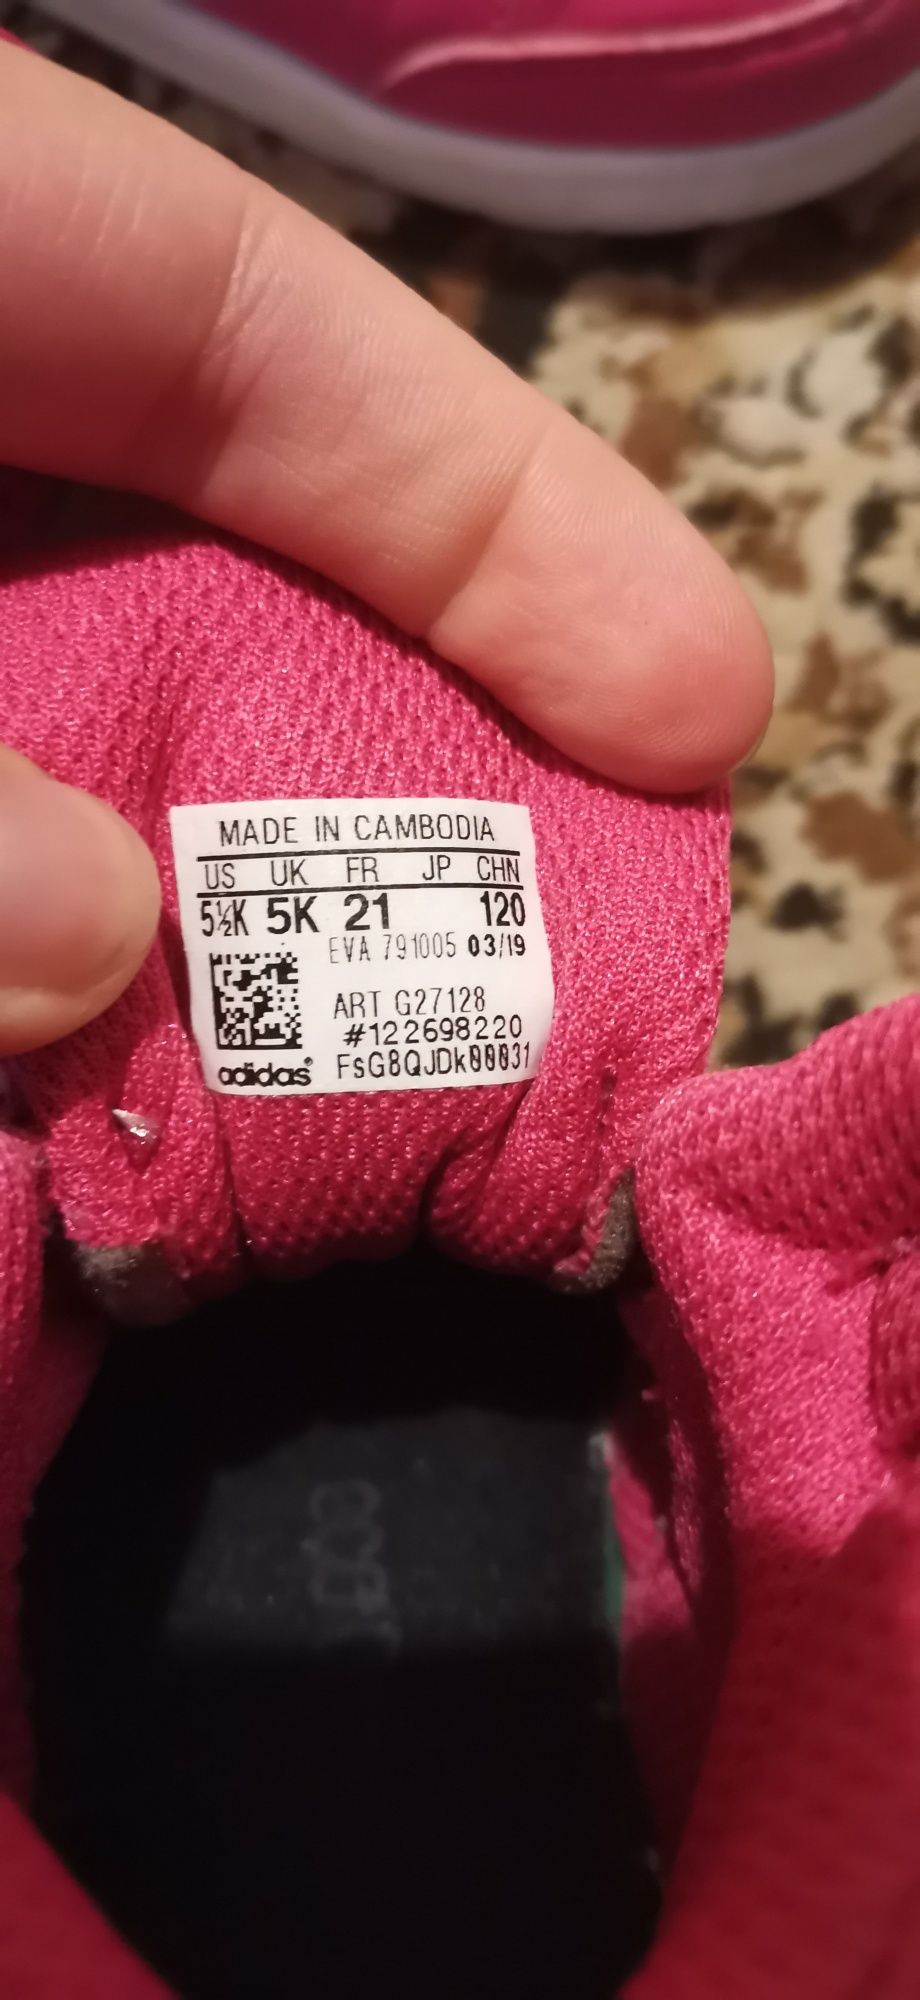 MADE IN CAMBODIA
US UK FR JP CHN
5½K 5K 21 120
EVA 791005 03/19
ART G27128
#122698220
adidas® FsG8QJDk00031